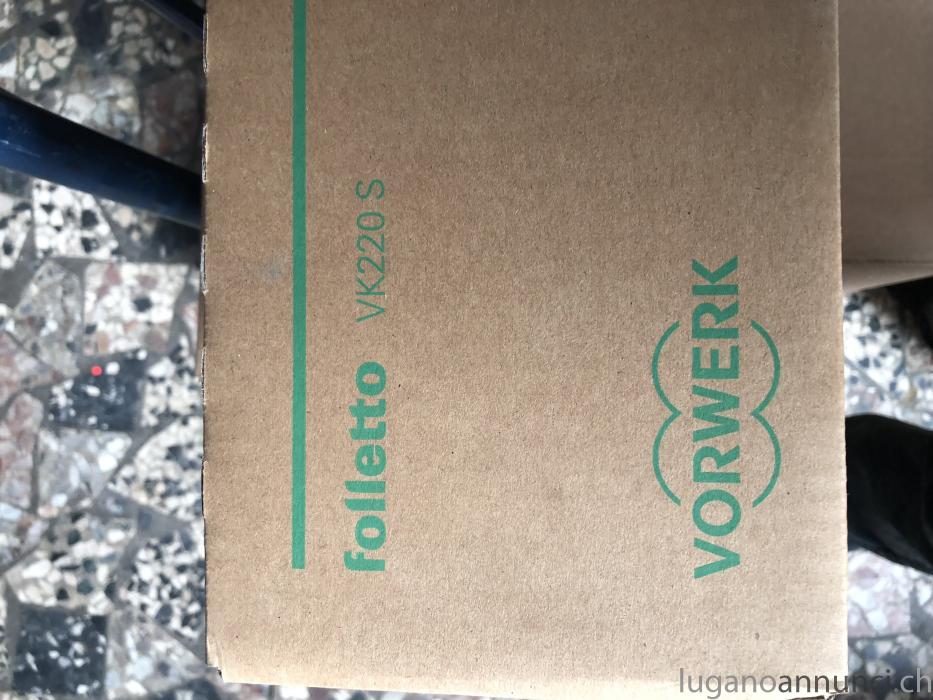 folletto VK220 S
VORWERK
luganoannunci.ch